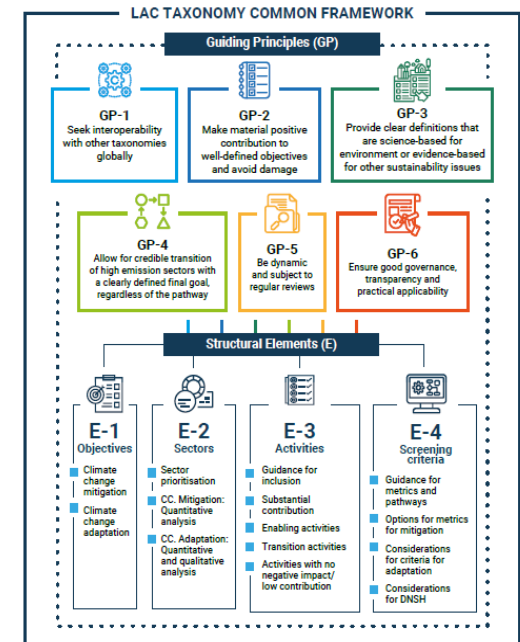 LAC TAXONOMY COMMON FRAMEWORK
Guiding Principles (GP)
GP-1
Seek interoperability
with other taxonomies
globally
GP-2
Make material positive
contribution to
well-defined objectives
and avoid damage
GP-3
Provide clear definitions that
are science-based for
environment or evidence-based
for other sustainability issues
GP-4
Allow for credible transition
of high emission sectors with
a clearly defined final goal,
regardless of the pathway
GP-5
Be dynamic
and subject to
regular reviews
GP-6
Ensure good governance,
transparency and
practical applicability
Structural Elements (E)
E-1
Objectives
Climate
change
mitigation
Climate
change
adaptation
E-2
Sectors
Sector
prioritisation
CC. Mitigation:
Quantitative
analysis
CC. Adaptation:
Quantitative
and qualitative
analysis
E-3
Activities
Guidance for
inclusion
Substantial
contribution
Enabling activities
Transition activities
Activities with no
negative impact/
low contribution
E-4
Screening
criteria
Guidance for
metrics and
pathways
Options for metrics
for mitigation
Considerations
for criteria for
adaptation
Considerations
for DNSH